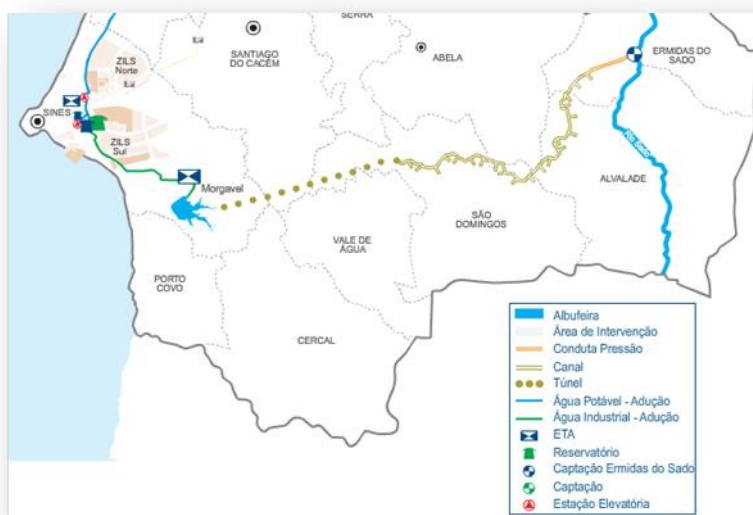 SERRA
SANTIAGO
DO CACÉM
ABELA
ERMIDAS DO
SADO
ZILS
Norte
SINES
ZILS
Sul
Rio Sado
Morgavel
ALVALADE
SÃO
DOMINGOS
VALE DE
ÁGUA
PORTO
COVO
CERCAL
Albufeira
Área de Intervenção
Conduta Pressão
Canal
Túnel
Água Potável - Adução
Água Industrial - Adução
ETA
Reservatório
Captação Ermidas do Sado
Captação
Estação Elevatória